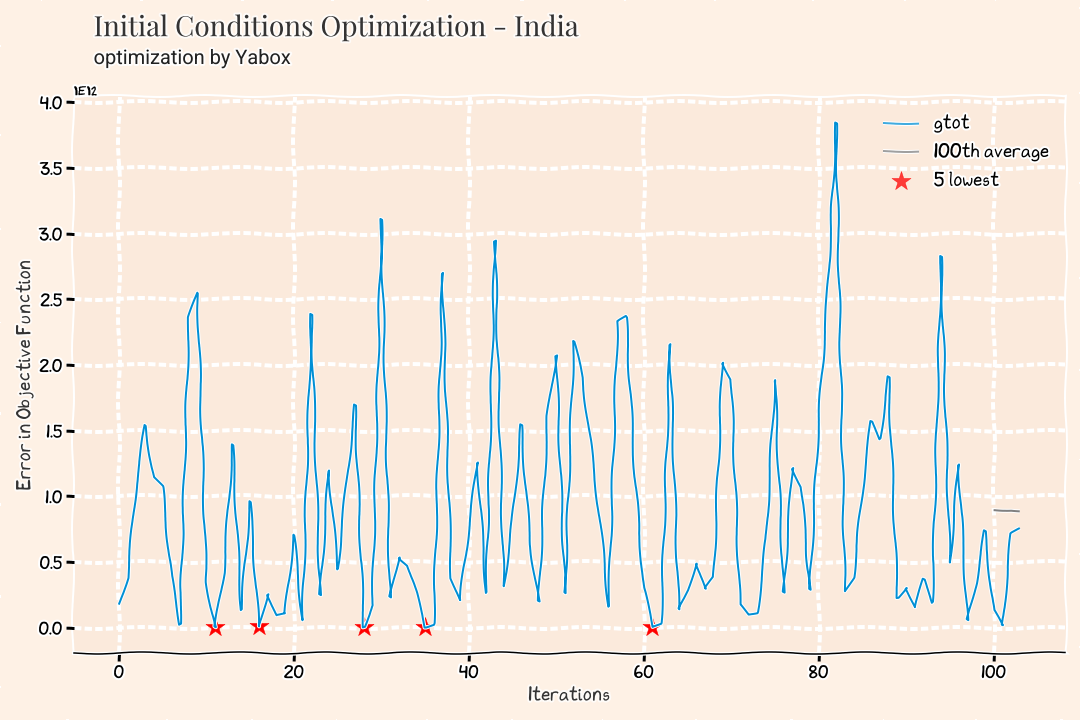 Initial Conditions Optimization - India
optimization by Yabox
1E12
4.0
3.5
3.0
2.5
2.0
1.5
1.0
0.5
0.0
Error in Objective Function
gtot
100th average
5 lowest
0 20 40 60 80 100
Iterations